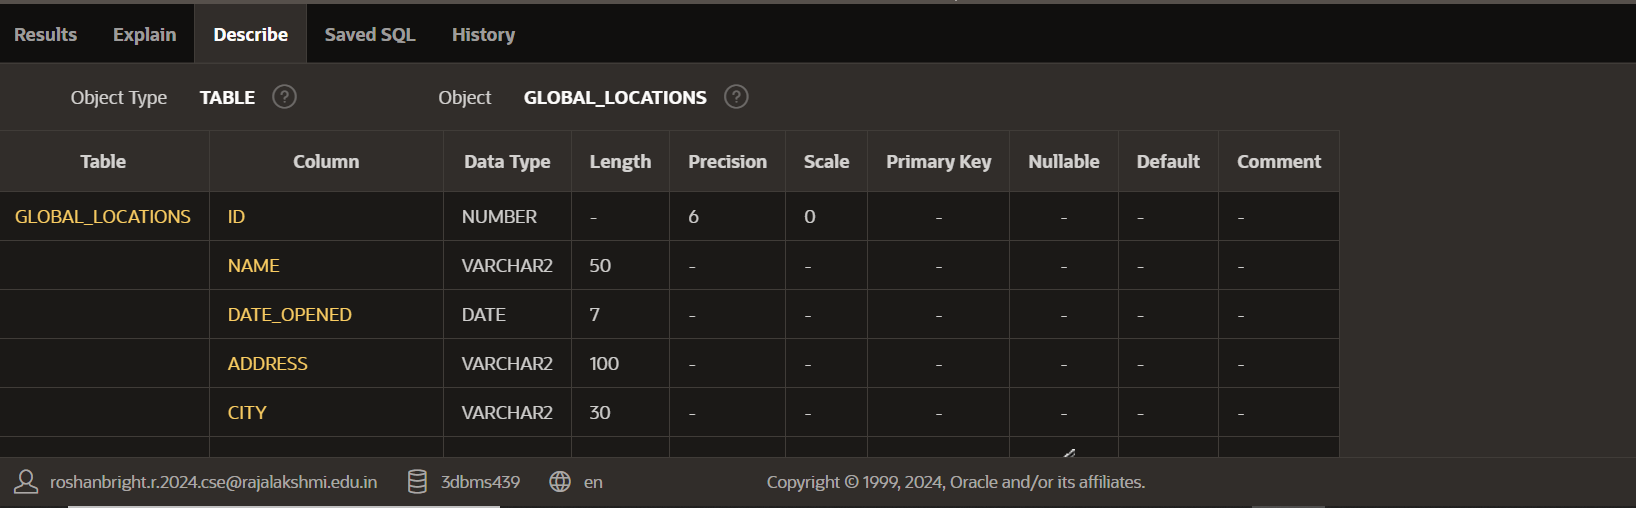 Results Explain Describe Saved SQL History
Object Type TABLE ? Object GLOBAL_LOCATIONS ?
Table Column Data Type Length Precision Scale Primary Key Nullable Default Comment
GLOBAL_LOCATIONS ID NUMBER - 6 0 - - - -
NAME VARCHAR2 50 - - - - - -
DATE_OPENED DATE 7 - - - - - -
ADDRESS VARCHAR2 100 - - - - - -
CITY VARCHAR2 30 - - - - - -
roshanbright.r.2024.cse@rajalakshmi.edu.in 3dbms439 en Copyright © 1999, 2024, Oracle and/or its affiliates.